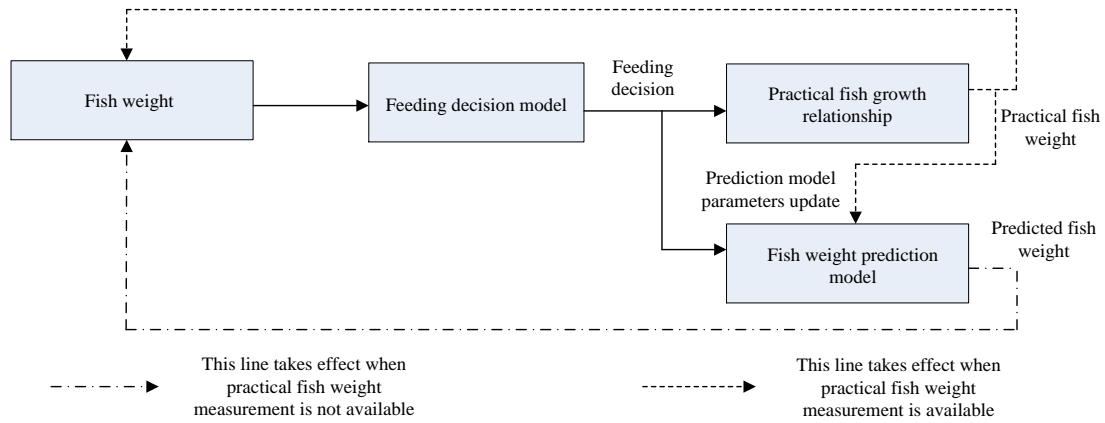 Fish weight
Feeding decision model
Feeding
decision
Practical fish growth
relationship
Practical fish
weight
Prediction model
parameters update
Predicted fish
weight
Fish weight prediction
model
This line takes effect when
practical fish weight
measurement is not available
This line takes effect when
practical fish weight
measurement is available